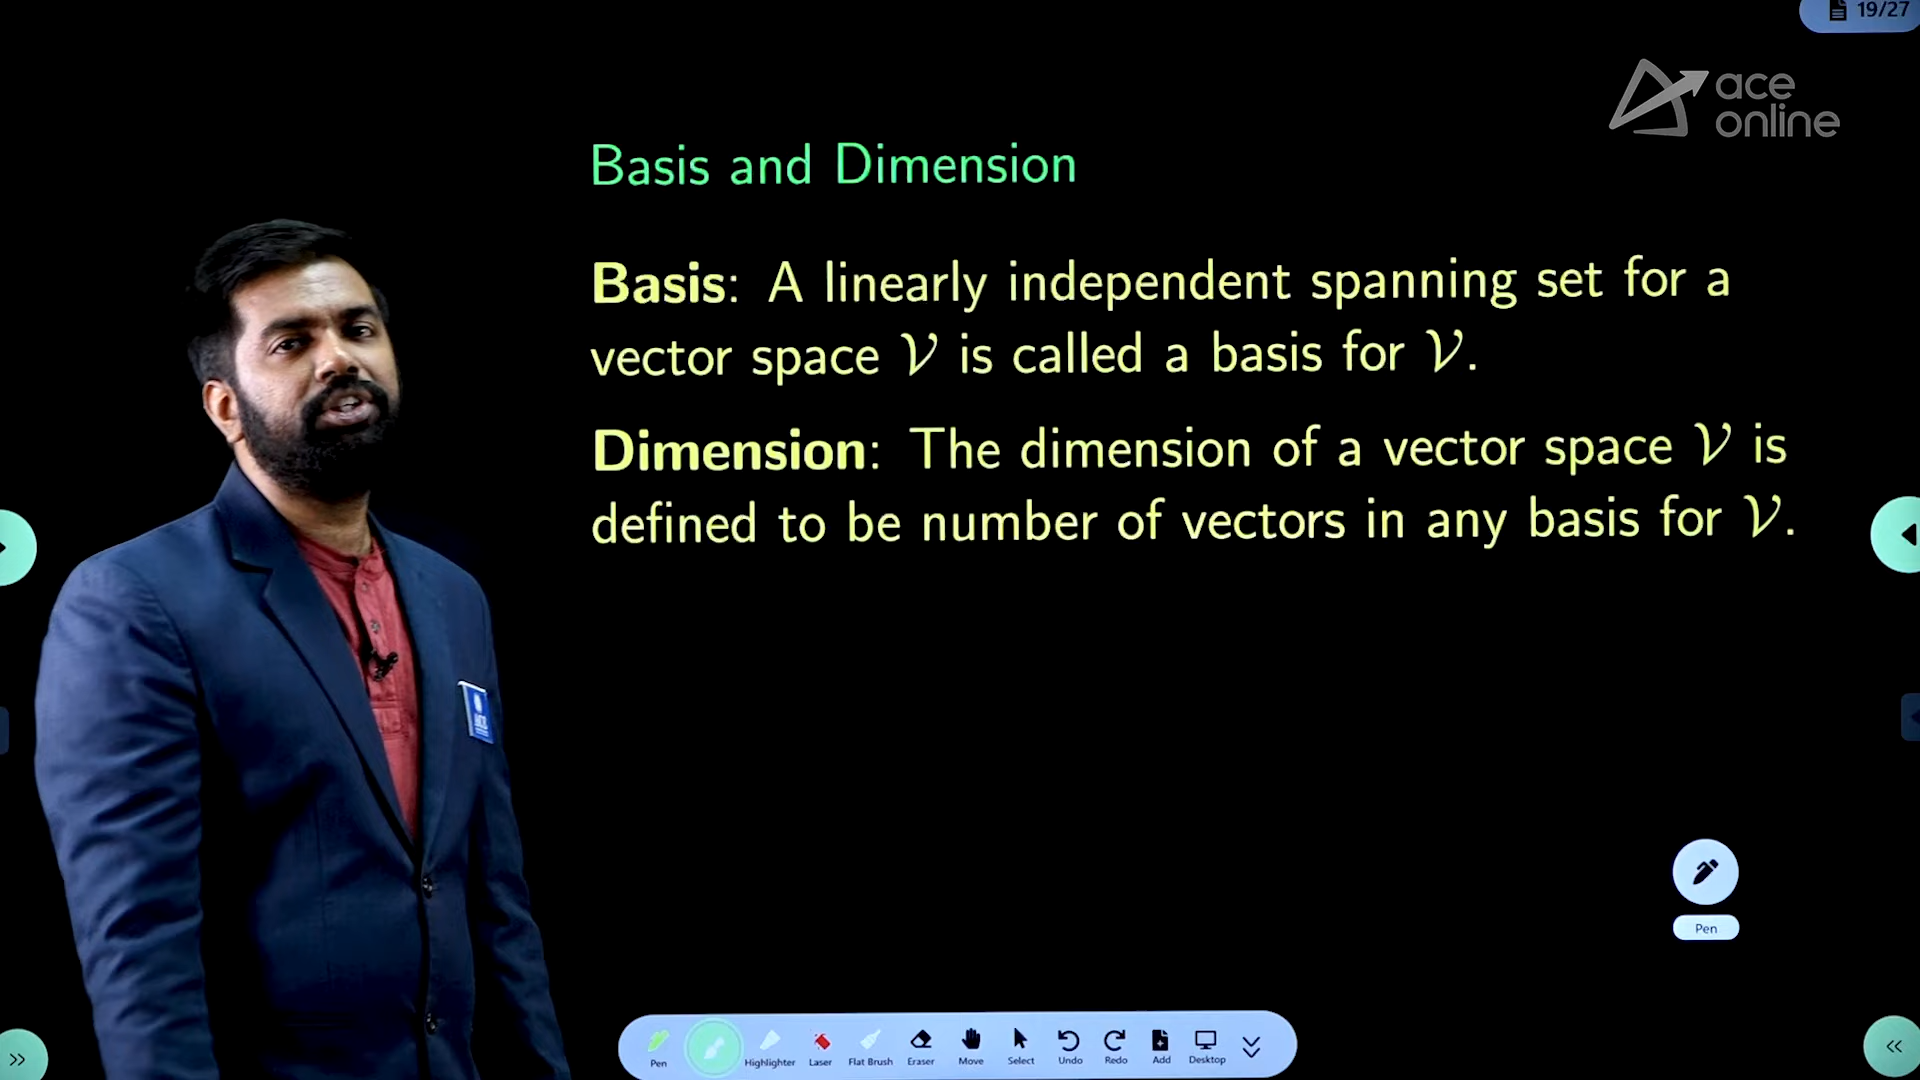 19/27
ace
online
Basis and Dimension
Basis: A linearly independent spanning set for a
vector space 𝒱 is called a basis for 𝒱.
Dimension: The dimension of a vector space 𝒱 is
defined to be number of vectors in any basis for 𝒱.
ACE
Pen
Pen Highlighter Laser Flat Brush Eraser Move Select Undo Redo Add Desktop